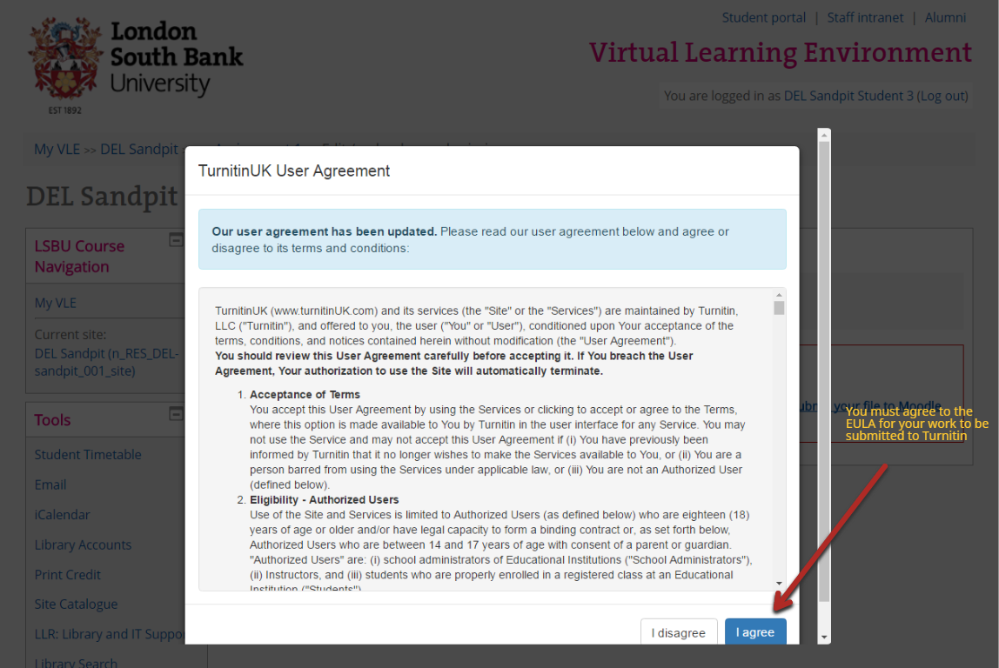 Student portal | Staff intranet | Alumni
London
South Bank
University
EST 1892
Virtual Learning Environment
You are logged in as DEL Sandpit Student 3 (Log out)
My VLE >> DEL Sandpit
DEL Sandpit
LSBU Course
Navigation
My VLE
Current site:
DEL Sandpit (n_RES_DEL-
sandpit_001_site)
Tools
Student Timetable
Email
iCalendar
Library Accounts
Print Credit
Site Catalogue
LLR: Library and IT Suppor
Library Search
TurnitinUK User Agreement
Our user agreement has been updated. Please read our user agreement below and agree or
disagree to its terms and conditions:
TurnitinUK (www.turnitinUK.com) and its services (the "Site" or the "Services") are maintained by Turnitin,
LLC ("Turnitin"), and offered to you, the user ("You" or "User"), conditioned upon Your acceptance of the
terms, conditions, and notices contained herein without modification (the "User Agreement").
You should review this User Agreement carefully before accepting it. If You breach the User
Agreement, Your authorization to use the Site will automatically terminate.
1. Acceptance of Terms
You accept this User Agreement by using the Services or clicking to accept or agree to the Terms,
where this option is made available to You by Turnitin in the user interface for any Service. You may
not use the Service and may not accept this User Agreement if (i) You have previously been
informed by Turnitin that it no longer wishes to make the Services available to You, or (ii) You are a
person barred from using the Services under applicable law, or (iii) You are not an Authorized User
(defined below).
2. Eligibility - Authorized Users
Use of the Site and Services is limited to Authorized Users (as defined below) who are eighteen (18)
years of age or older and/or have legal capacity to form a binding contract or, as set forth below,
Authorized Users who are between 14 and 17 years of age with consent of a parent or guardian.
"Authorized Users" are: (i) school administrators of Educational Institutions ("School Administrators"),
(ii) Instructors, and (iii) students who are properly enrolled in a registered class at an Educational
Institution ("Students").
I disagree
I agree
your file to Moodle
You must agree to the
EULA for your work to be
submitted to Turnitin